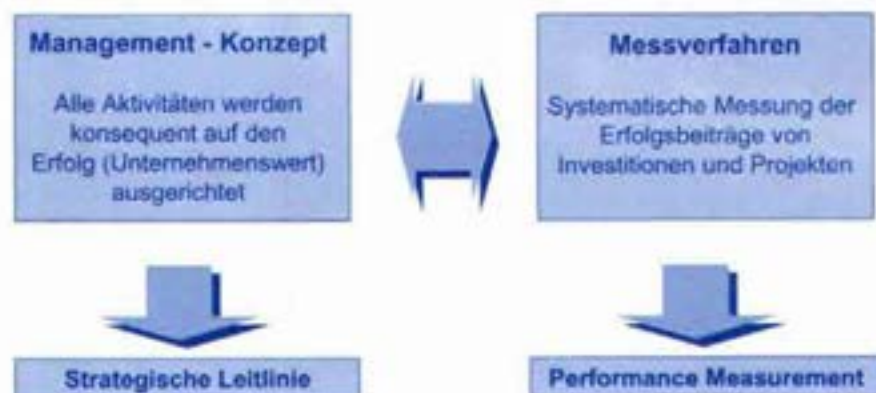 Management - Konzept
Alle Aktivitäten werden
konsequent auf den
Erfolg (Unternehmenswert)
ausgerichtet
Messverfahren
Systematische Messung der
Erfolgsbeiträge von
Investitionen und Projekten
Strategische Leitlinie
Performance Measurement